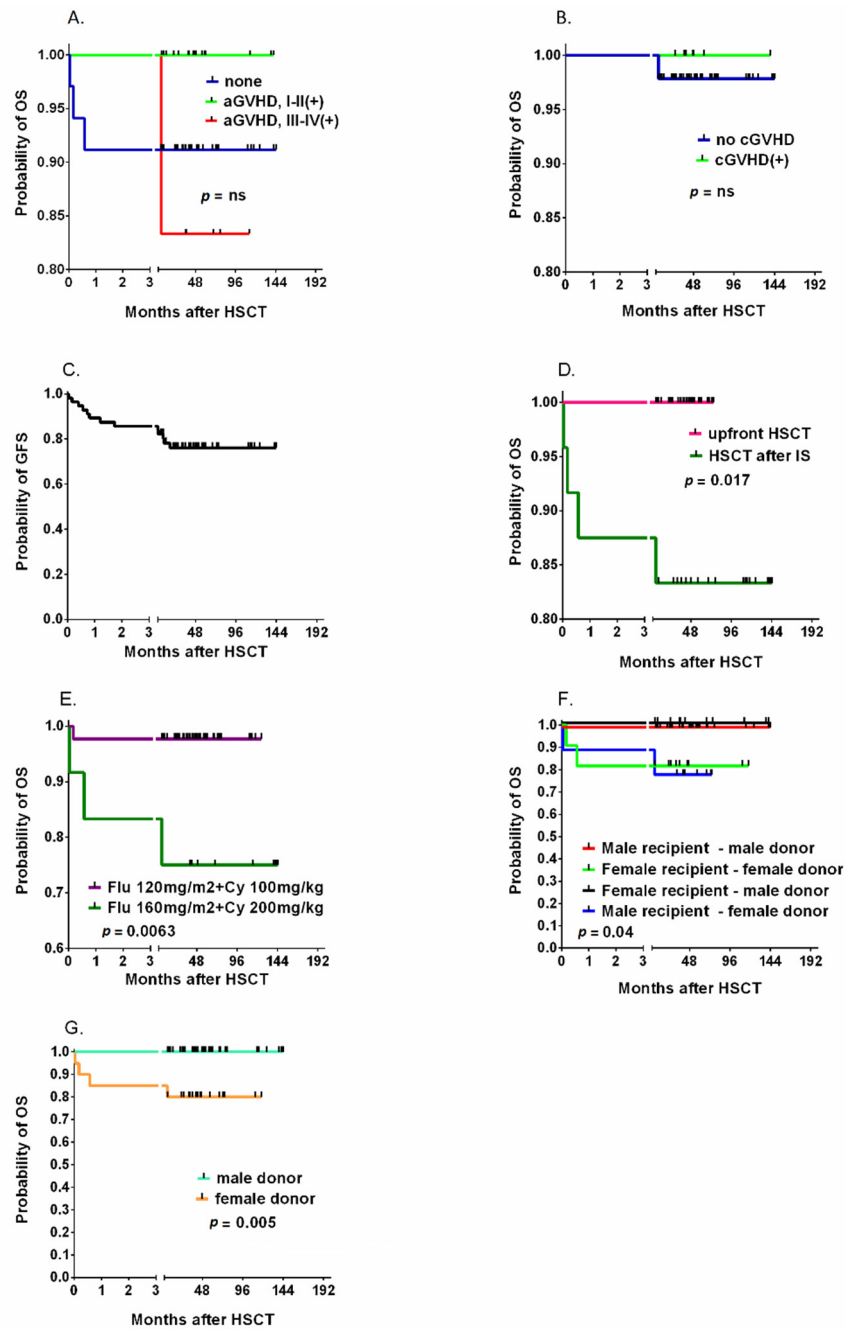 A.
Probability of OS
1.00
0.95
0.90
0.85
0.80
none
aGVHD, I-II(+)
aGVHD, III-IV(+)
p = ns
0 1 2 3 48 96 144 192
Months after HSCT
B.
Probability of OS
1.00
0.95
0.90
0.85
0.80
no cGVHD
cGVHD(+)
p = ns
0 1 2 3 48 96 144 192
Months after HSCT
C.
Probability of GFS
1.0
0.8
0.6
0.4
0.2
0.0
0 1 2 3 48 96 144 192
Months after HSCT
D.
Probability of OS
1.00
0.95
0.90
0.85
0.80
upfront HSCT
HSCT after IS
p = 0.017
0 1 2 3 48 96 144 192
Months after HSCT
E.
Probability of OS
1.0
0.9
0.8
0.7
0.6
Flu 120mg/m2+Cy 100mg/kg
Flu 160mg/m2+Cy 200mg/kg
p = 0.0063
0 1 2 3 48 96 144 192
Months after HSCT
F.
Probability of OS
1.0
0.9
0.8
0.7
0.6
0.5
0.4
0.3
0.2
0.1
0.0
Male recipient - male donor
Female recipient - female donor
Female recipient - male donor
Male recipient - female donor
p = 0.04
0 1 2 3 48 96 144 192
Months after HSCT
G.
Probability of OS
1.0
0.9
0.8
0.7
0.6
0.5
0.4
0.3
0.2
0.1
0.0
male donor
female donor
p = 0.005
0 1 2 3 48 96 144 192
Months after HSCT